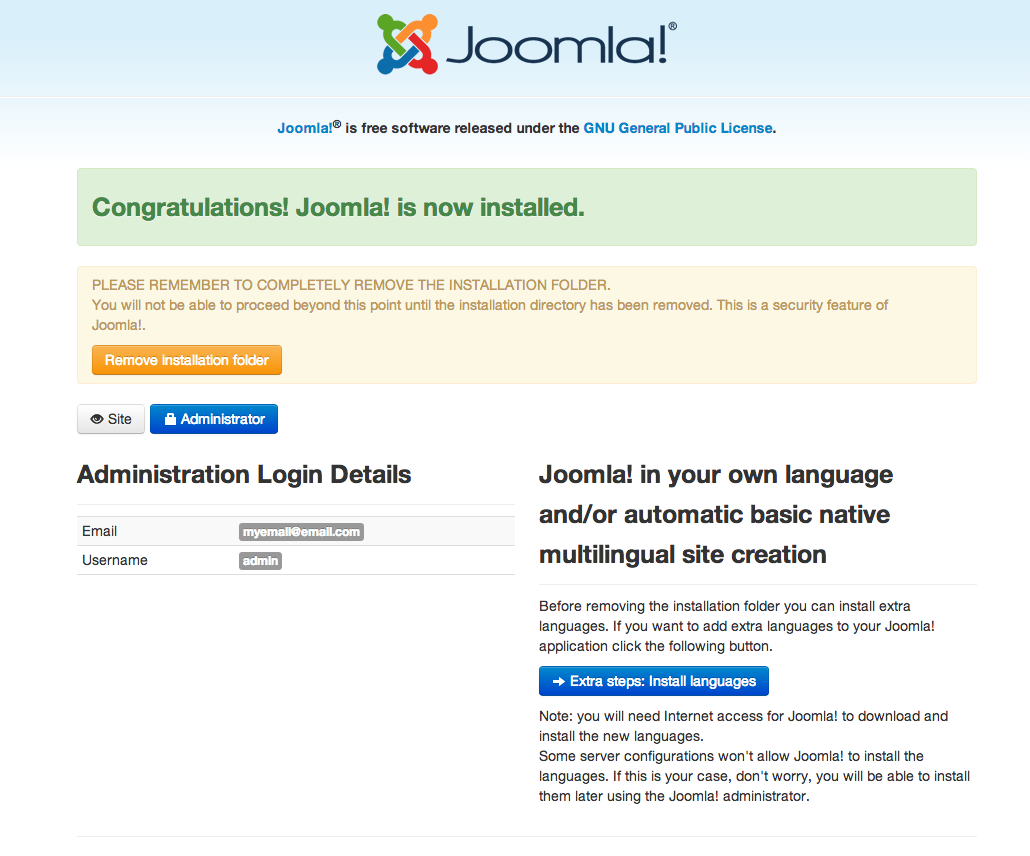 Joomla!®
Joomla!® is free software released under the GNU General Public License.
Congratulations! Joomla! is now installed.
PLEASE REMEMBER TO COMPLETELY REMOVE THE INSTALLATION FOLDER.
You will not be able to proceed beyond this point until the installation directory has been removed. This is a security feature of
Joomla!.
Remove installation folder
Site
Administrator
Administration Login Details
Email myemail@email.com
Username admin
Joomla! in your own language
and/or automatic basic native
multilingual site creation
Before removing the installation folder you can install extra
languages. If you want to add extra languages to your Joomla!
application click the following button.
Extra steps: Install languages
Note: you will need Internet access for Joomla! to download and
install the new languages.
Some server configurations won't allow Joomla! to install the
languages. If this is your case, don't worry, you will be able to install
them later using the Joomla! administrator.